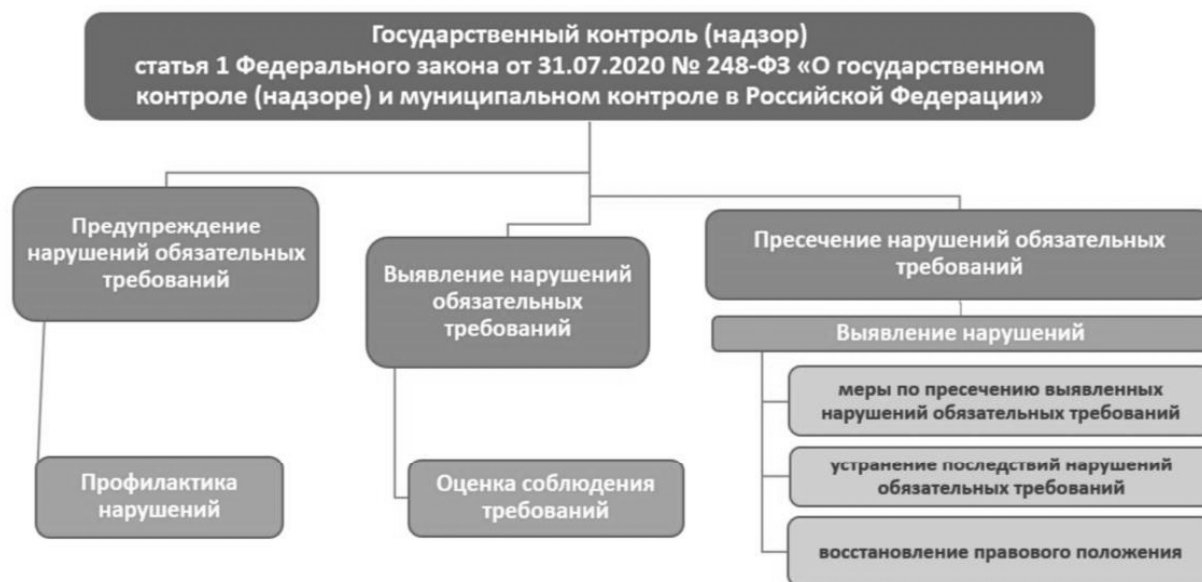 Государственный контроль (надзор)
статья 1 Федерального закона от 31.07.2020 № 248-ФЗ «О государственном
контроле (надзоре) и муниципальном контроле в Российской Федерации»
Предупреждение
нарушений обязательных
требований
Профилактика
нарушений
Выявление нарушений
обязательных
требований
Оценка соблюдения
требований
Пресечение нарушений обязательных
требований
Выявление нарушений
меры по пресечению выявленных
нарушений обязательных требований
устранение последствий нарушений
обязательных требований
восстановление правового положения